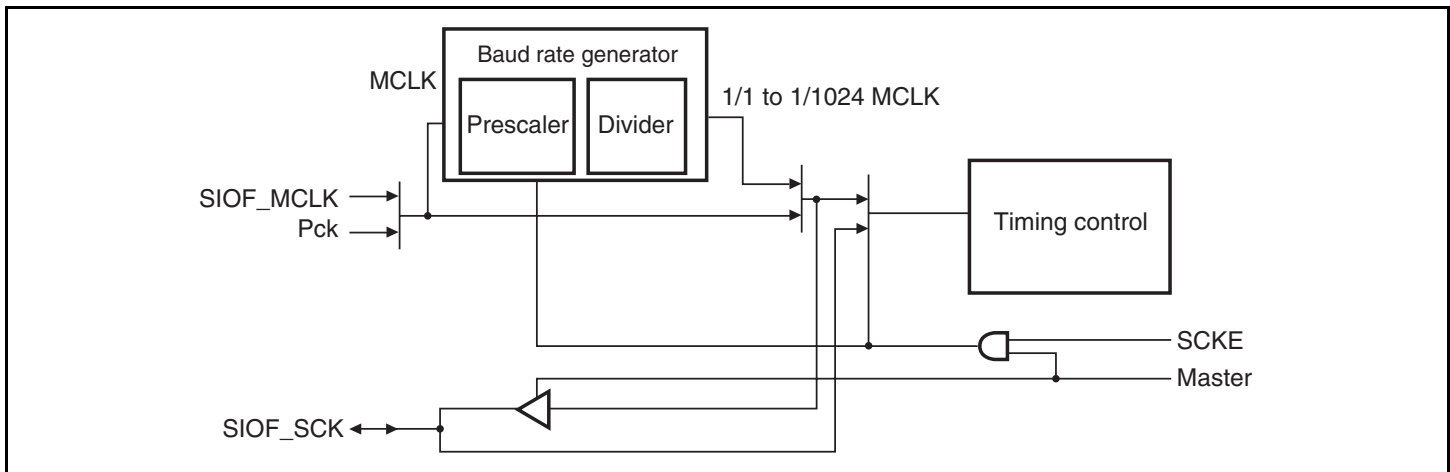 Baud rate generator
MCLK
Prescaler
Divider
1/1 to 1/1024 MCLK
SIOF_MCLK
Pck
Timing control
SCKE
Master
SIOF_SCK